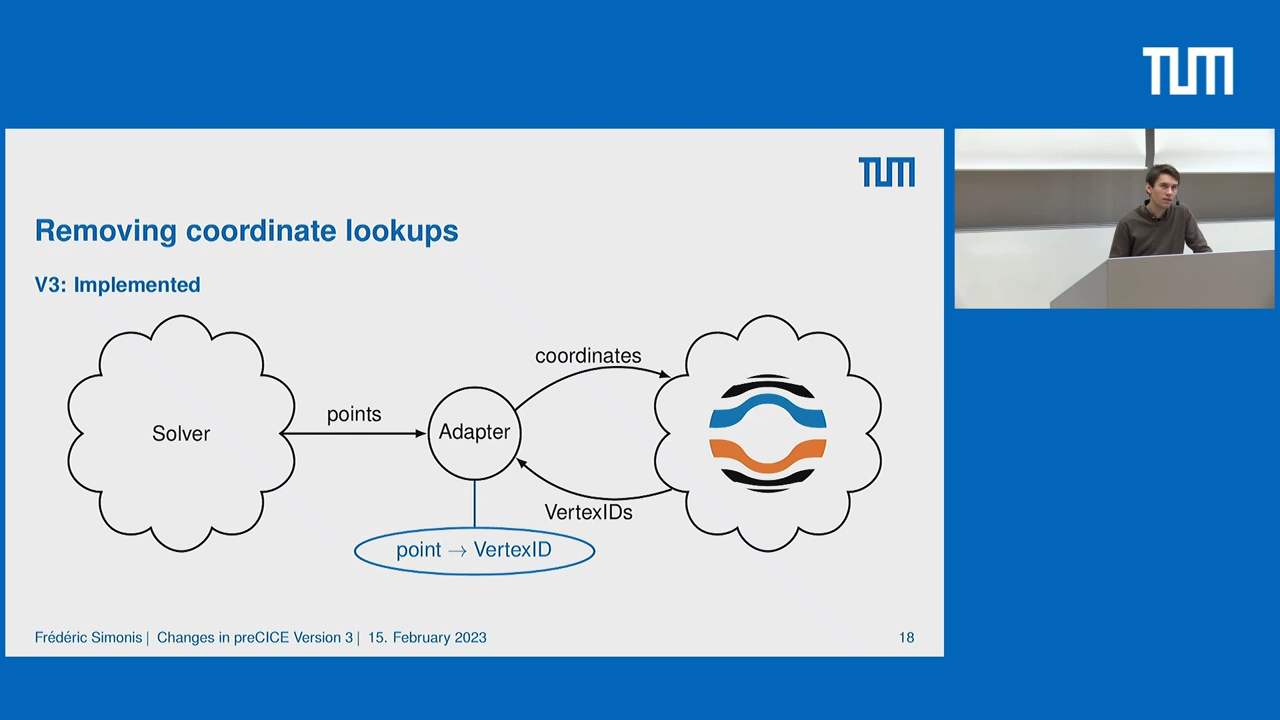 TUM
TUM
Removing coordinate lookups
V3: Implemented
coordinates
points
Solver
Adapter
VertexIDs
point → VertexID
Frédéric Simonis | Changes in preCICE Version 3 | 15. February 2023
18